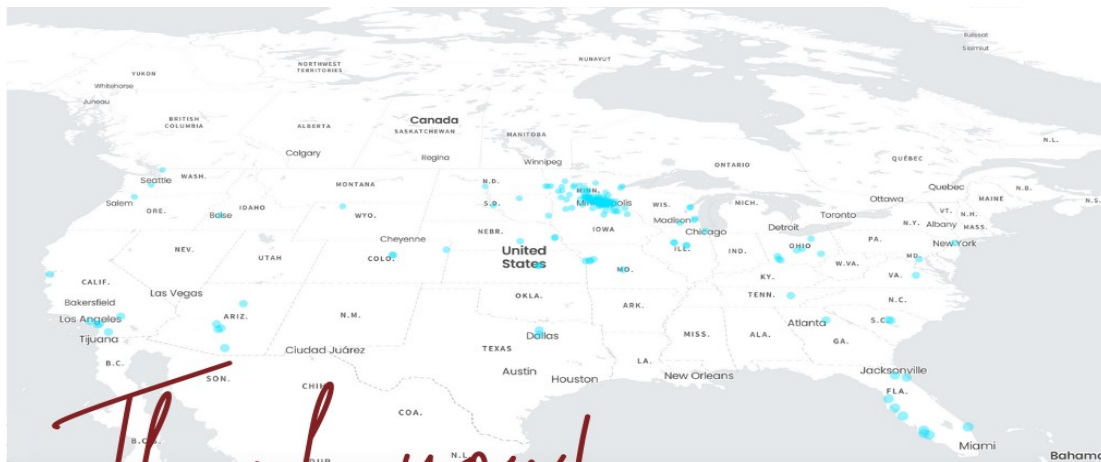 Kulissat
Sisimiut
NUNAVUT
NORTHWEST
TERRITORIES
YUKON
Whitehorse
Juneau
BRITISH
COLUMBIA
ALBERTA
Canada
SASKATCHEWAN
MANITOBA
N.L.
Calgary
Regina
Winnipeg
ONTARIO
QUÉBEC
Seattle
WASH.
MONTANA
N.D.
MINN.
Quebec
N.B.
Salem
ORE.
Boise
IDAHO
WYO.
S.D.
Minneapolis
WIS.
MICH.
Ottawa
MAINE
N.S.
Toronto
VT.
N.H.
Madison
Detroit
N.Y.
Albany
MASS.
Cheyenne
NEBR.
IOWA
Chicago
NEV.
UTAH
COLO.
United
States
ILL.
IND.
OHIO
PA.
New York
MO.
W.VA.
MD.
KY.
VA.
CALIF.
Las Vegas
Bakersfield
OKLA.
TENN.
N.C.
Los Angeles
ARIZ.
N.M.
ARK.
Atlanta
S.C.
Tijuana
Dallas
MISS.
ALA.
GA.
Ciudad Juárez
TEXAS
LA.
B.C.
Austin
Houston
New Orleans
Jacksonville
SON.
FLA.
COA.
Miami
Bahamas
B.C.S.
DUR.
N.L.